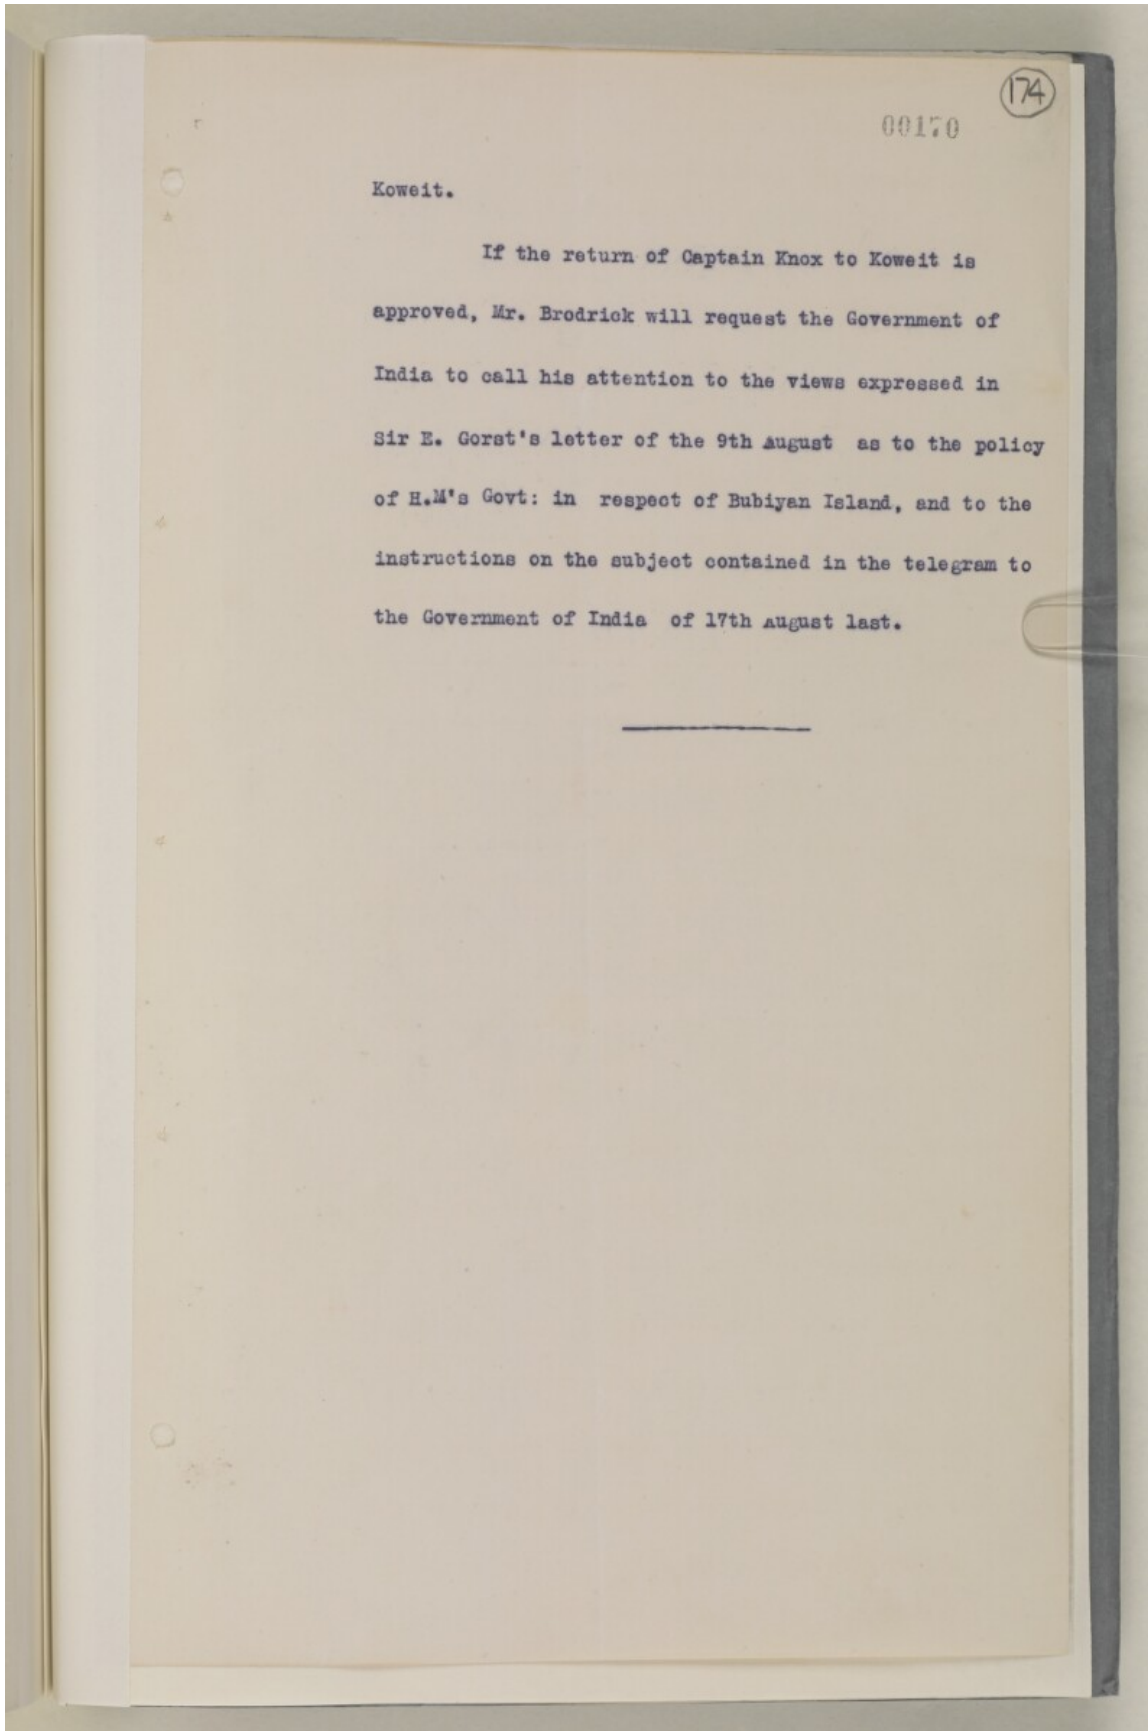 174
00170
Koweit.
If the return of Captain Knox to Koweit is
approved, Mr. Brodrick will request the Government of
India to call his attention to the views expressed in
Sir E. Gorst's letter of the 9th August as to the policy
of H.M's Govt: in respect of Bubiyan Island, and to the
instructions on the subject contained in the telegram to
the Government of India of 17th August last.